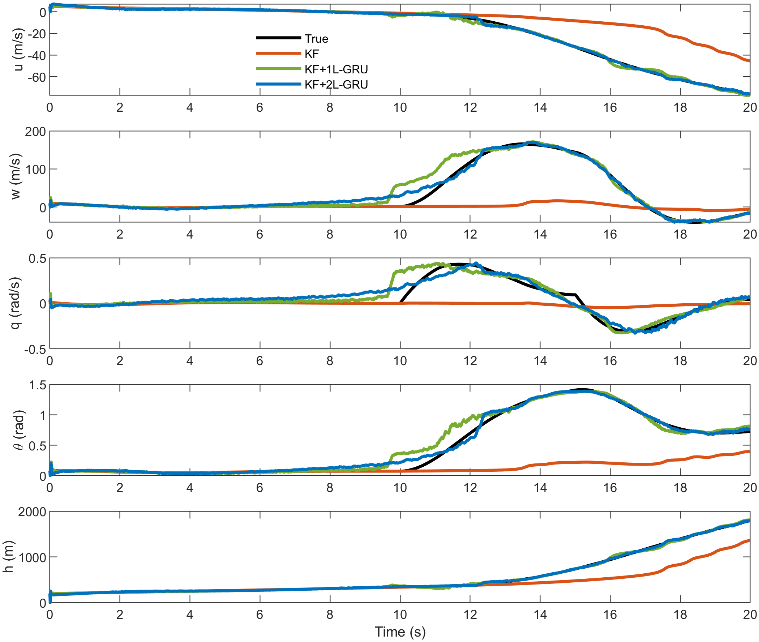 0
-20
-40
-60
u (m/s)
True
KF
KF+1L-GRU
KF+2L-GRU
0 2 4 6 8 10 12 14 16 18 20
200
100
0
w (m/s)
0 2 4 6 8 10 12 14 16 18 20
0.5
0
-0.5
q (rad/s)
0 2 4 6 8 10 12 14 16 18 20
1.5
1
0.5
0
θ (rad)
0 2 4 6 8 10 12 14 16 18 20
2000
1000
0
h (m)
0 2 4 6 8 10 12 14 16 18 20
Time (s)